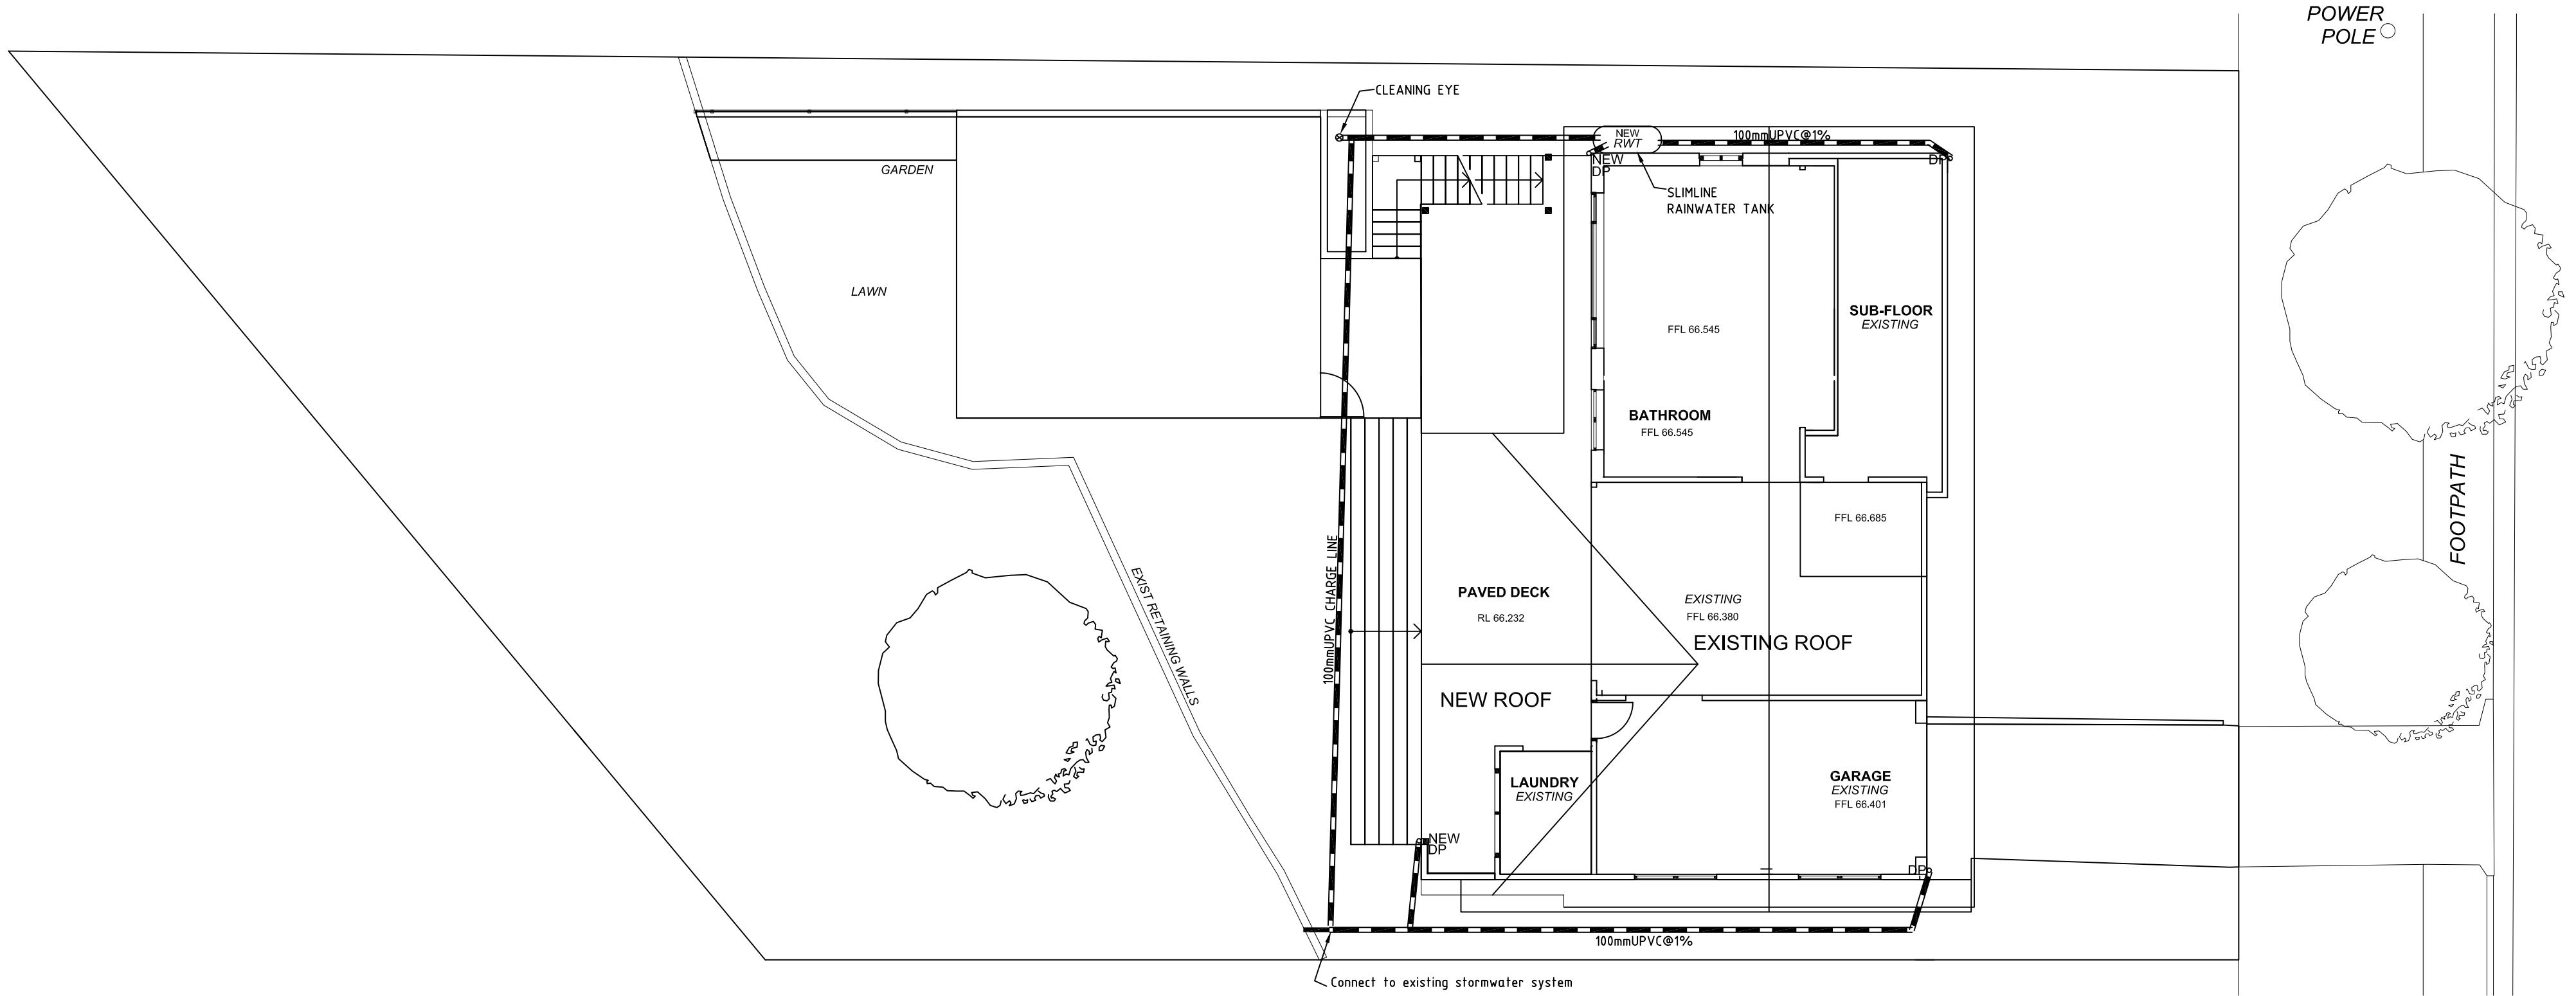 POWER
POLE
CLEANING EYE
NEW
RWT
100mmUPVC@1%
NEW
DP
DP
GARDEN
SLIMLINE
RAINWATER TANK
LAWN
SUB-FLOOR
EXISTING
FFL 66.545
BATHROOM
FFL 66.545
FOOTPATH
FFL 66.685
100mmUPVC CHARGE LINE
EXIST RETAINING WALLS
PAVED DECK
RL 66.232
EXISTING
FFL 66.380
EXISTING ROOF
NEW ROOF
LAUNDRY
EXISTING
GARAGE
EXISTING
FFL 66.401
NEW
DP
DP
100mmUPVC@1%
Connect to existing stormwater system